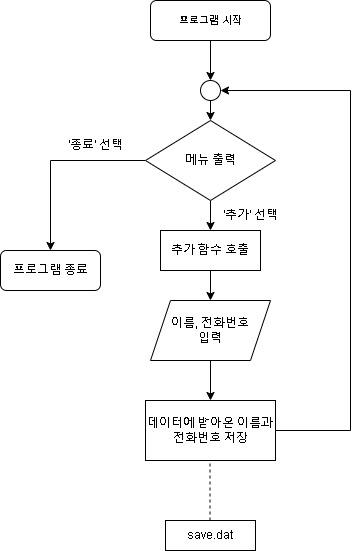 프로그램 시작
'종료' 선택
메뉴 출력
'추가' 선택
추가 함수 호출
프로그램 종료
이름, 전화번호
입력
데이터에 받아온 이름과
전화번호 저장
save.dat